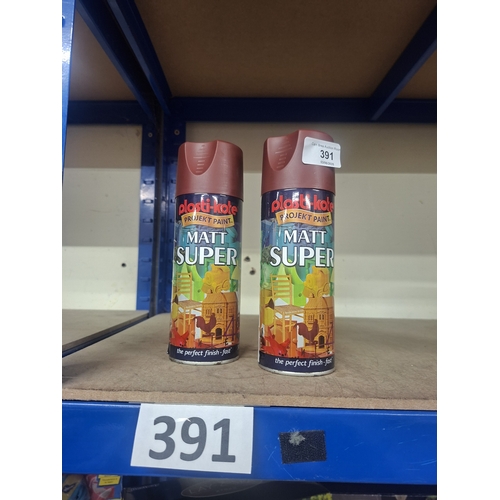 plasti-kote
PROJEKT PAINT
MATT
SUPER
the perfect finish - fast
391
plasti-kote
PROJEKT PAINT
MATT
SUPER
the perfect finish - fast
391